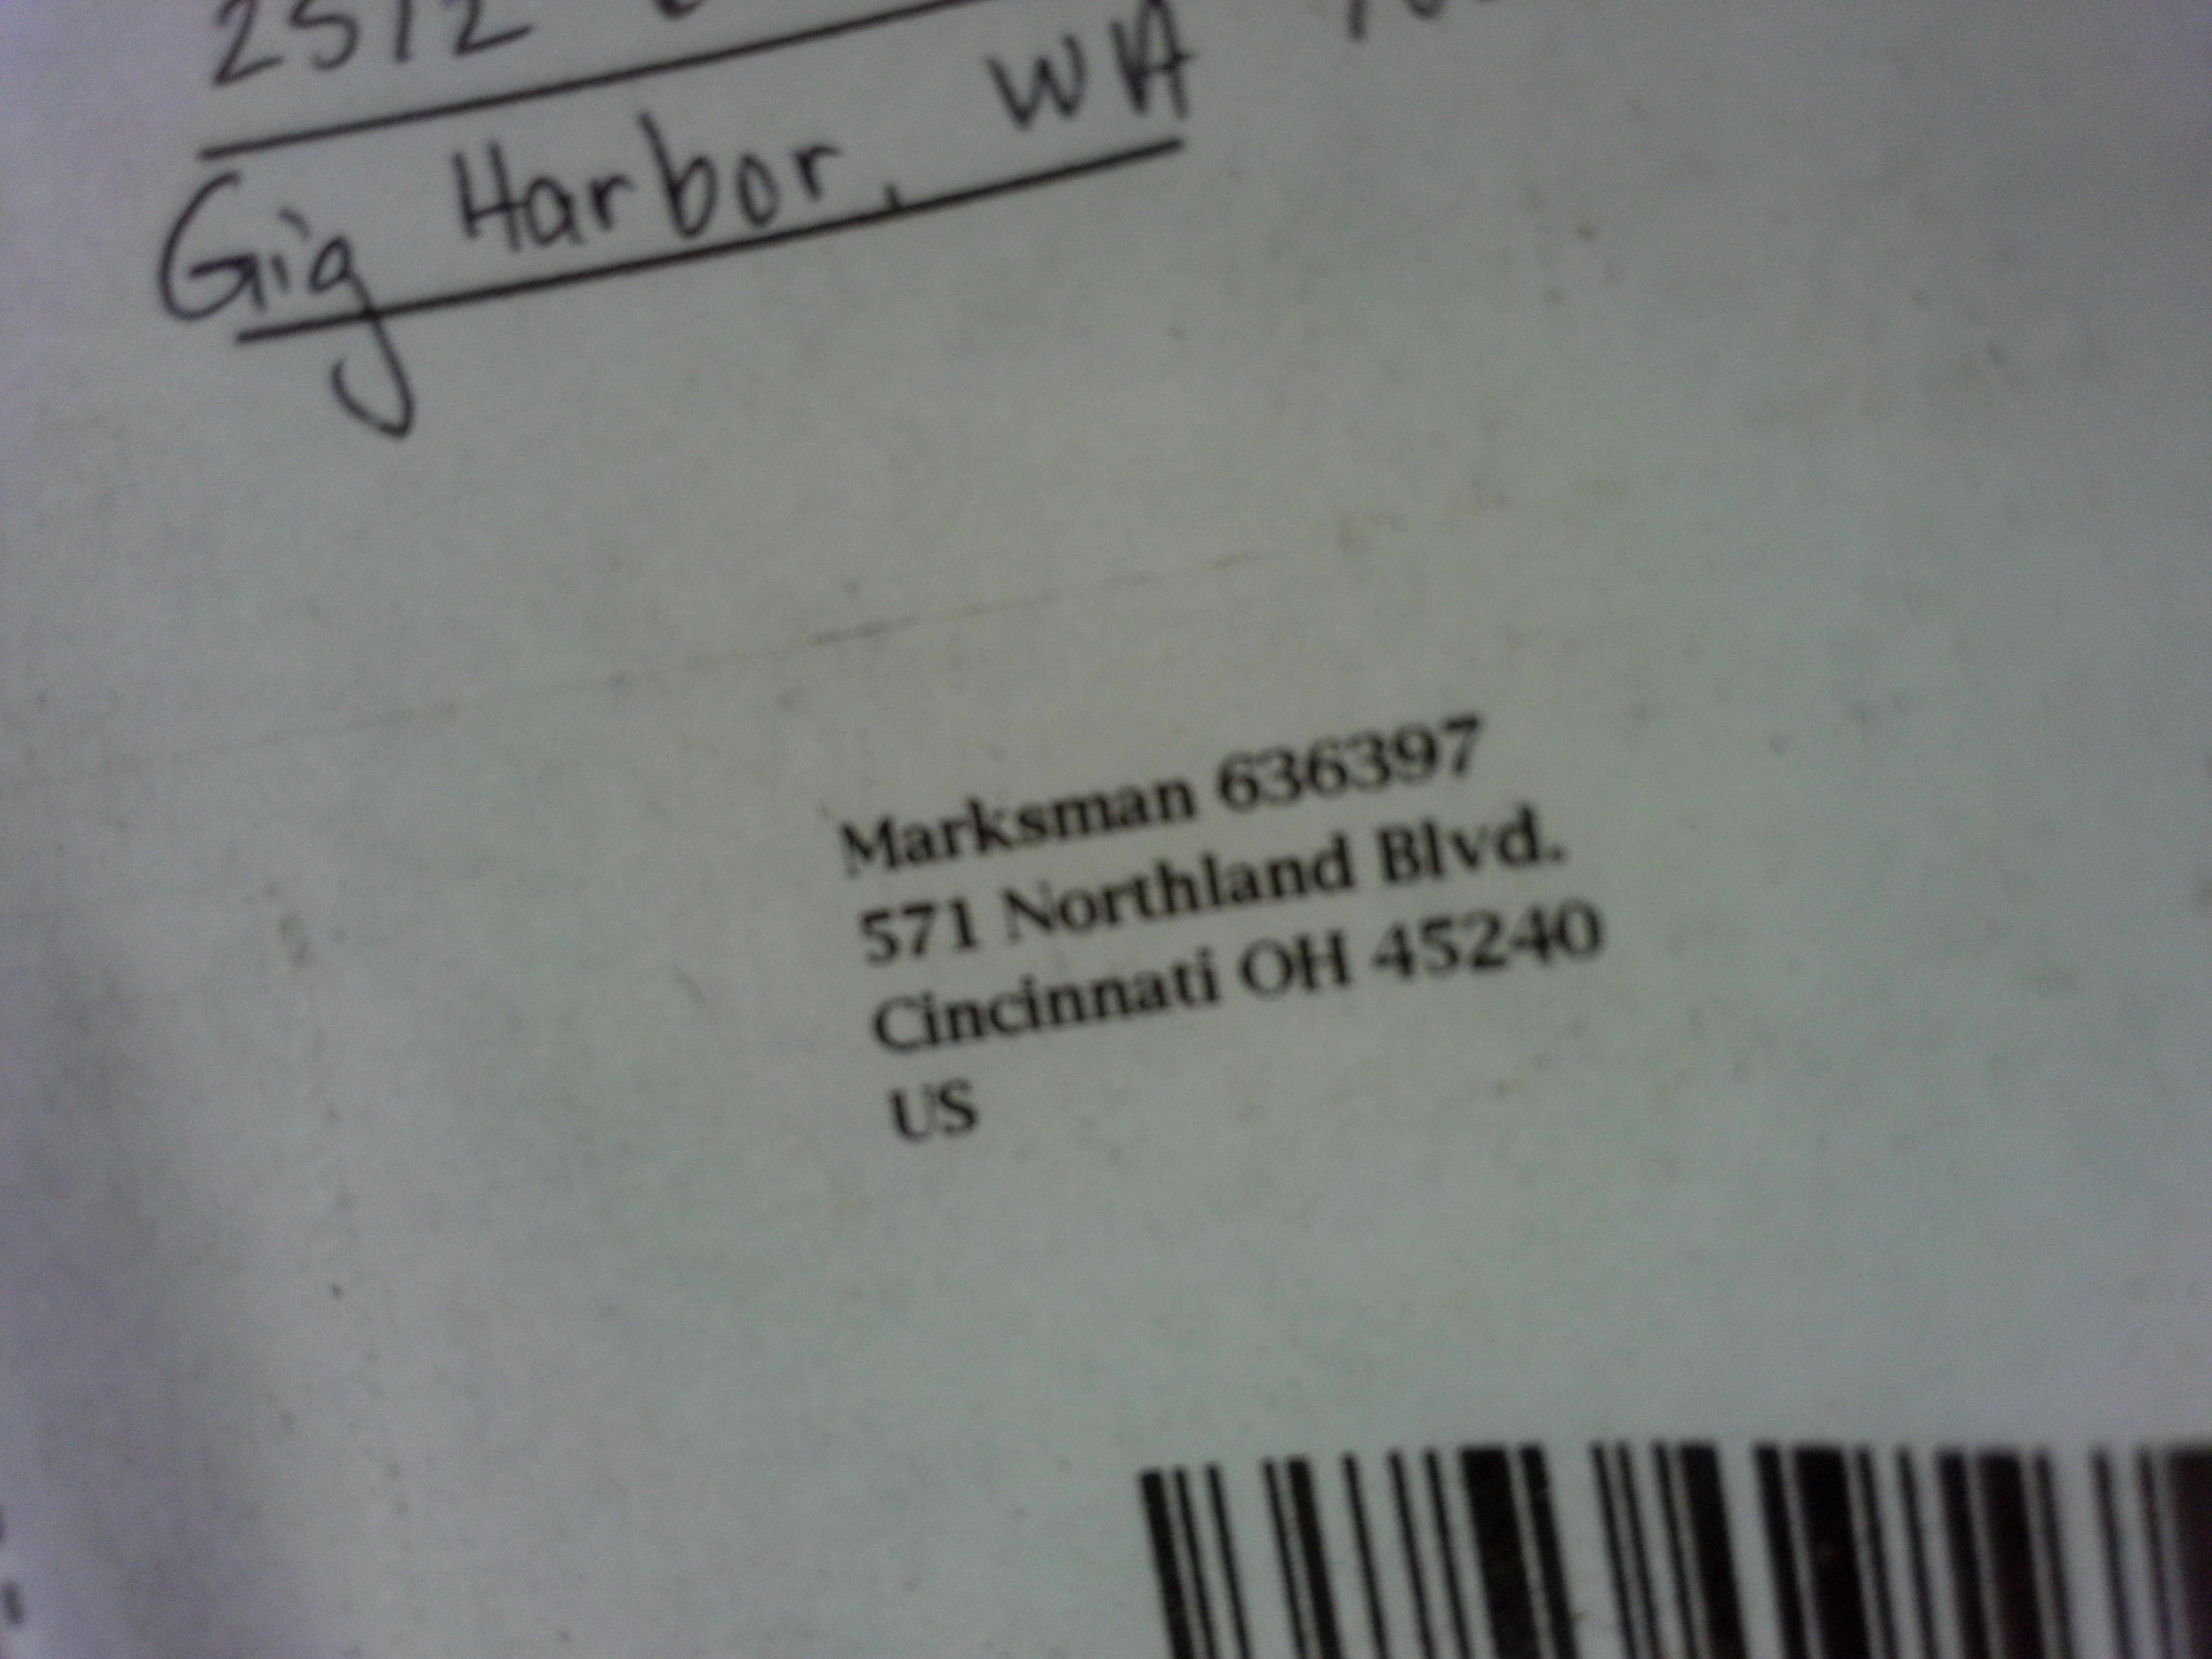 2512
Gig Harbor, WA
Marksman 636397
571 Northland Blvd.
Cincinnati OH 45240
US